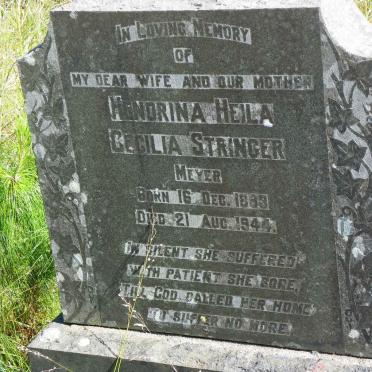 In Loving Memory
of
my dear wife and our mother
Hendrina Heila
Cecilia Stringer
Meyer
Born 16 Dec. 1883
Died 21 Aug. 1944.
In silent she suffered,
with patient she bore,
Till God called her home
to suffer no more